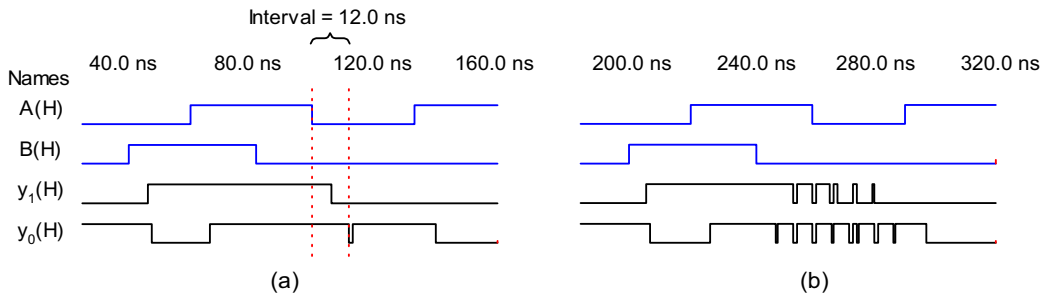 Interval = 12.0 ns
40.0 ns 80.0 ns 120.0 ns 160.0 ns 200.0 ns 240.0 ns 280.0 ns 320.0 ns
Names
A(H)
B(H)
y1(H)
y0(H)
(a) (b)